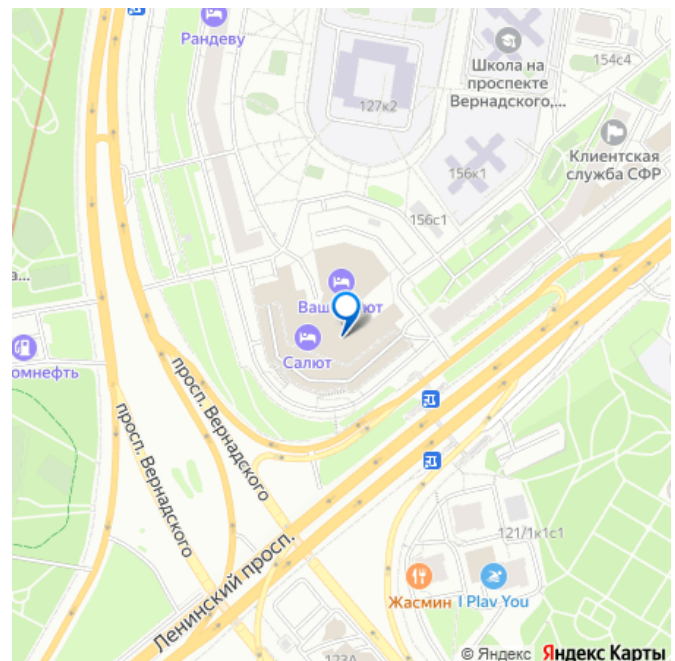 Рандеву
154с4
Школа на
проспекте
Вернадского,...
127к2
Клиентская
служба СФР
156к1
156с1
а...
Ваш
ют
Салют
омнефть
просп. Вернадского
просп. Вернадского
Ленинский просп.
121/1к1с1
Жасмин
I Play You
123А
© Яндекс Яндекс Карты